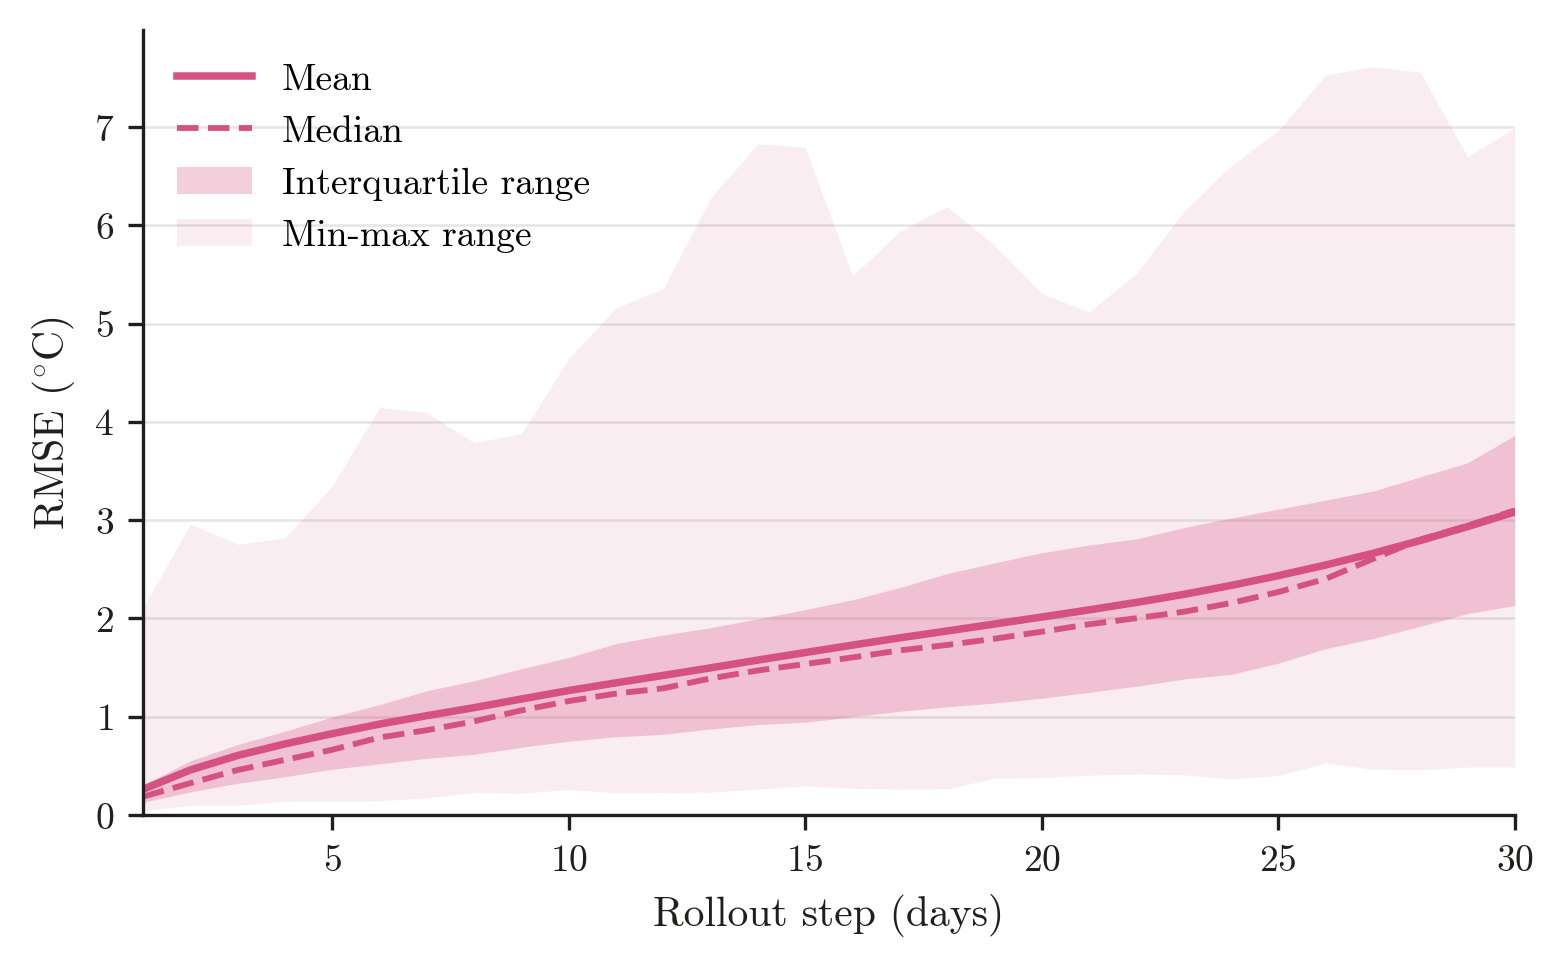 Mean
Median
Interquartile range
Min-max range
RMSE (°C)
7
6
5
4
3
2
1
0
5 10 15 20 25 30
Rollout step (days)